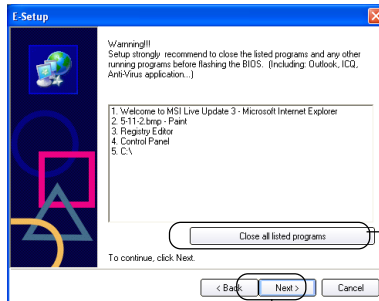 E-Setup
Warnning!!!
Setup strongly recommend to close the listed programs and any other
running programs before flashing the BIOS. (Including: Outlook, ICQ,
Anti-Virus application...)
1. Welcome to MSI Live Update 3 - Microsoft Internet Explorer
2. 5-11-2.bmp - Paint
3. Registry Editor
4. Control Panel
5. C:\
Close all listed programs
To continue, click Next.
< Back Next > Cancel